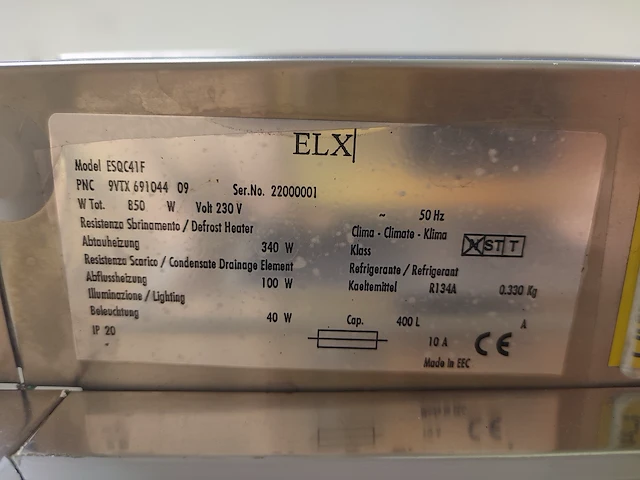 ELX
Model ESQC41F
PNC 9VTX 691044 09 Ser.No. 22000001
W Tot. 850 W Volt 230 V ~ 50 Hz
Resistenza Sbrinamento / Defrost Heater
Abtauheizung 340 W
Resistenza Scarico / Condensate Drainage Element
Abflussheizung 100 W
Illuminazione / Lighting
Beleuchtung 40 W
IP 20
Clima - Climate - Klima
Klass N ST T
Refrigerante / Refrigerant
Kaeltemittel R134A 0.330 Kg
Cap. 400 L A
10 A CE
Made in EEC